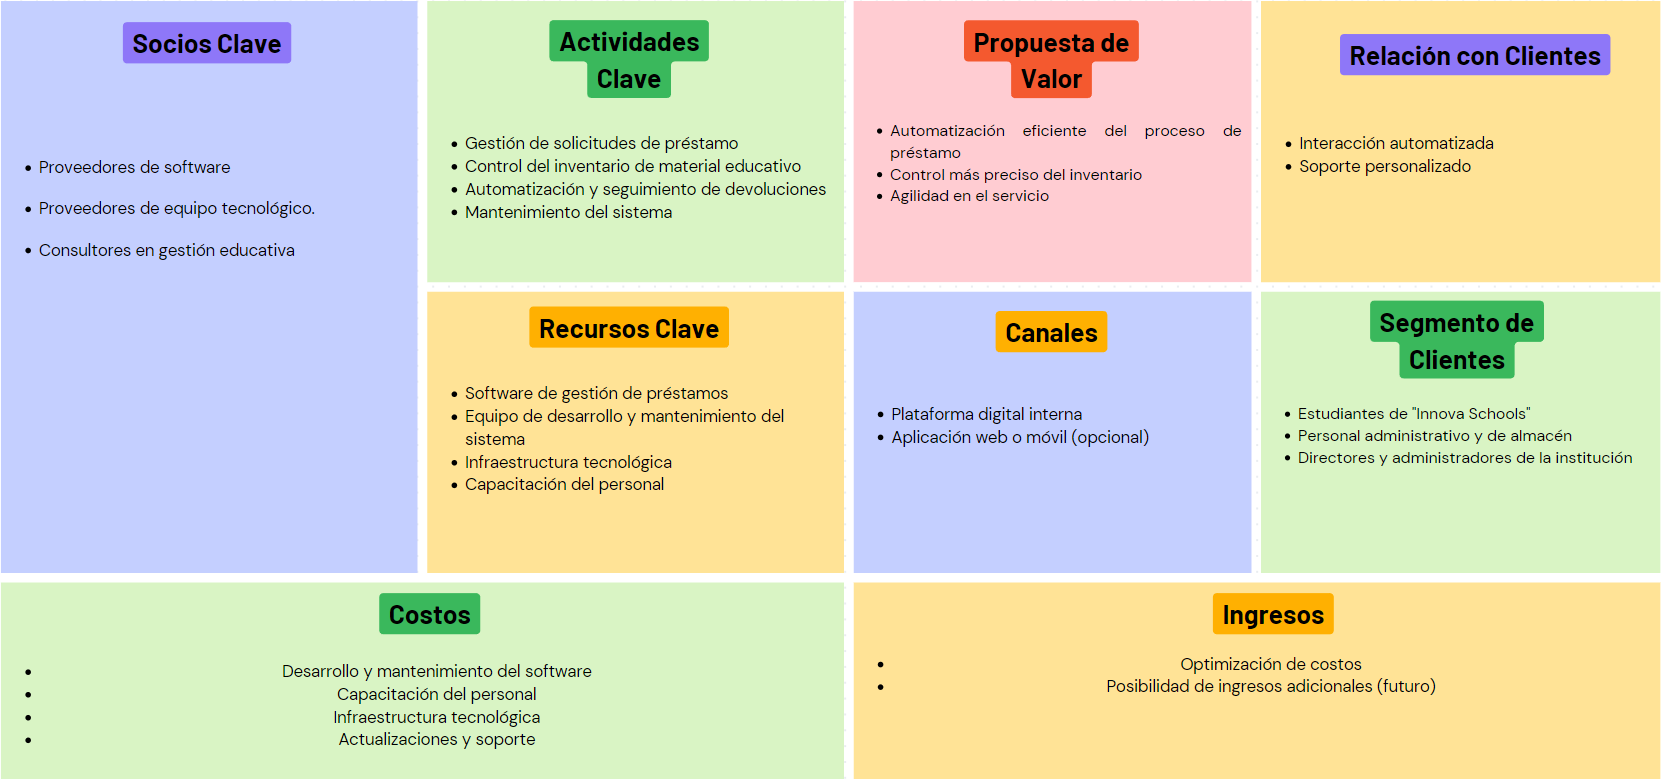 Socios Clave
• Proveedores de software
• Proveedores de equipo tecnológico.
• Consultores en gestión educativa
Actividades
Clave
• Gestión de solicitudes de préstamo
• Control del inventario de material educativo
• Automatización y seguimiento de devoluciones
• Mantenimiento del sistema
Propuesta de
Valor
• Automatización eficiente del proceso de
préstamo
• Control más preciso del inventario
• Agilidad en el servicio
Relación con Clientes
• Interacción automatizada
• Soporte personalizado
Recursos Clave
• Software de gestión de préstamos
• Equipo de desarrollo y mantenimiento del
sistema
• Infraestructura tecnológica
• Capacitación del personal
Canales
• Plataforma digital interna
• Aplicación web o móvil (opcional)
Segmento de
Clientes
• Estudiantes de "Innova Schools"
• Personal administrativo y de almacén
• Directores y administradores de la institución
Costos
• Desarrollo y mantenimiento del software
• Capacitación del personal
• Infraestructura tecnológica
• Actualizaciones y soporte
Ingresos
• Optimización de costos
• Posibilidad de ingresos adicionales (futuro)